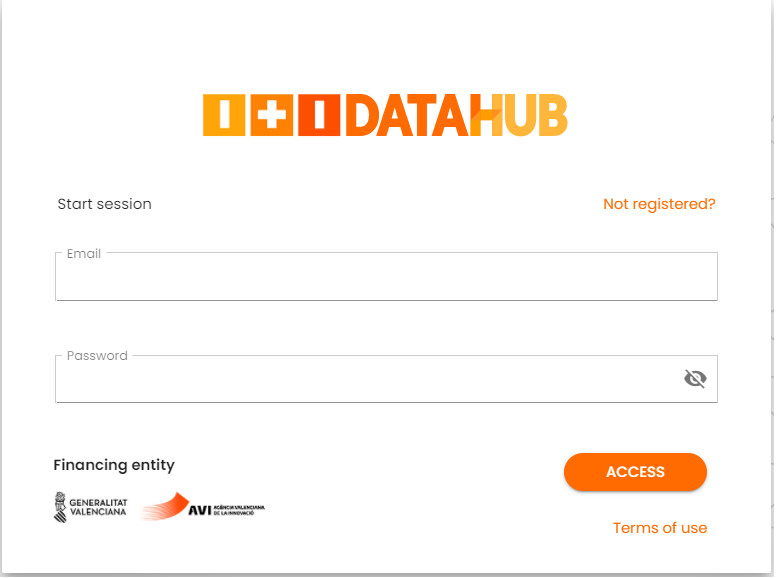 I+I DATAHUB
Start session
Not registered?
Email
Password
Financing entity
ACCESS
GENERALITAT
VALENCIANA
AVI AGÈNCIA VALENCIANA
DE LA INNOVACIÓ
Terms of use